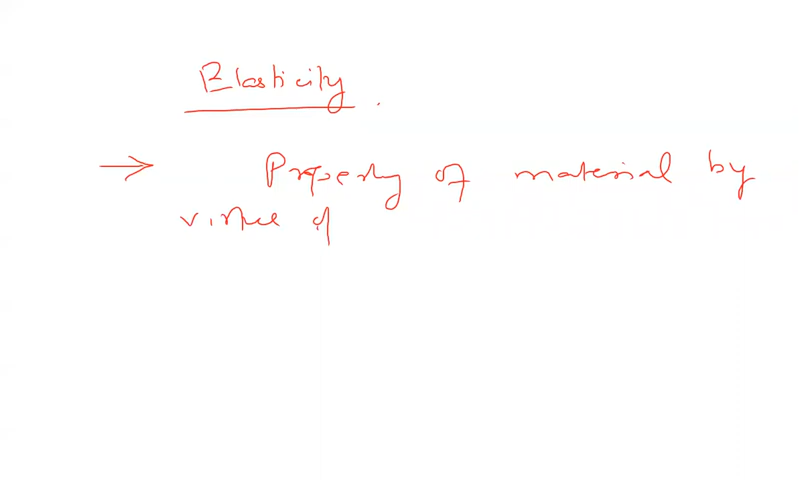 Elasticity.
→ Property of material by
virtue of